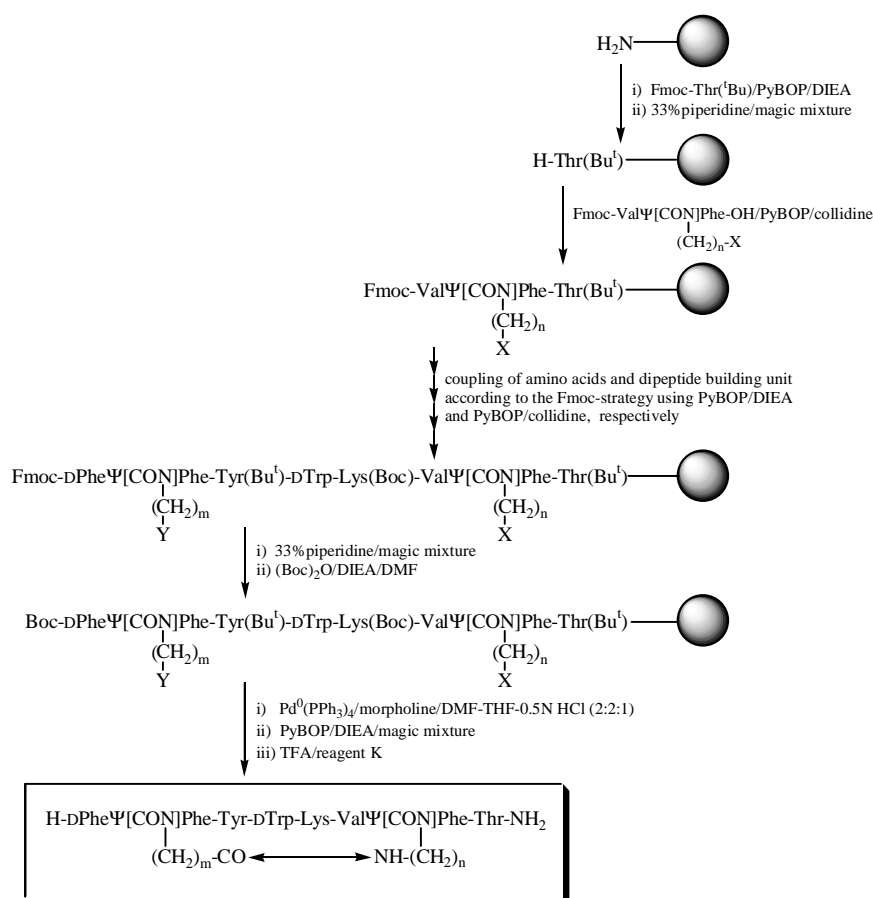 H₂N
i) Fmoc-Thr(ᵗBu)/PyBOP/DIEA
ii) 33%piperidine/magic mixture
H-Thr(Buᵗ)
Fmoc-ValΨ[CON]Phe-OH/PyBOP/collidine
(CH₂)ₙ-X
Fmoc-ValΨ[CON]Phe-Thr(Buᵗ)
(CH₂)ₙ
X
coupling of amino acids and dipeptide building unit
according to the Fmoc-strategy using PyBOP/DIEA
and PyBOP/collidine, respectively
Fmoc-DPheΨ[CON]Phe-Tyr(Buᵗ)-DTrp-Lys(Boc)-ValΨ[CON]Phe-Thr(Buᵗ)
(CH₂)ₘ (CH₂)ₙ
Y X
i) 33%piperidine/magic mixture
ii) (Boc)₂O/DIEA/DMF
Boc-DPheΨ[CON]Phe-Tyr(Buᵗ)-DTrp-Lys(Boc)-ValΨ[CON]Phe-Thr(Buᵗ)
(CH₂)ₘ (CH₂)ₙ
Y X
i) Pd⁰(PPh₃)₄/morpholine/DMF-THF-0.5N HCl (2:2:1)
ii) PyBOP/DIEA/magic mixture
iii) TFA/reagent K
H-DPheΨ[CON]Phe-Tyr-DTrp-Lys-ValΨ[CON]Phe-Thr-NH₂
(CH₂)ₘ-CO NH-(CH₂)ₙ